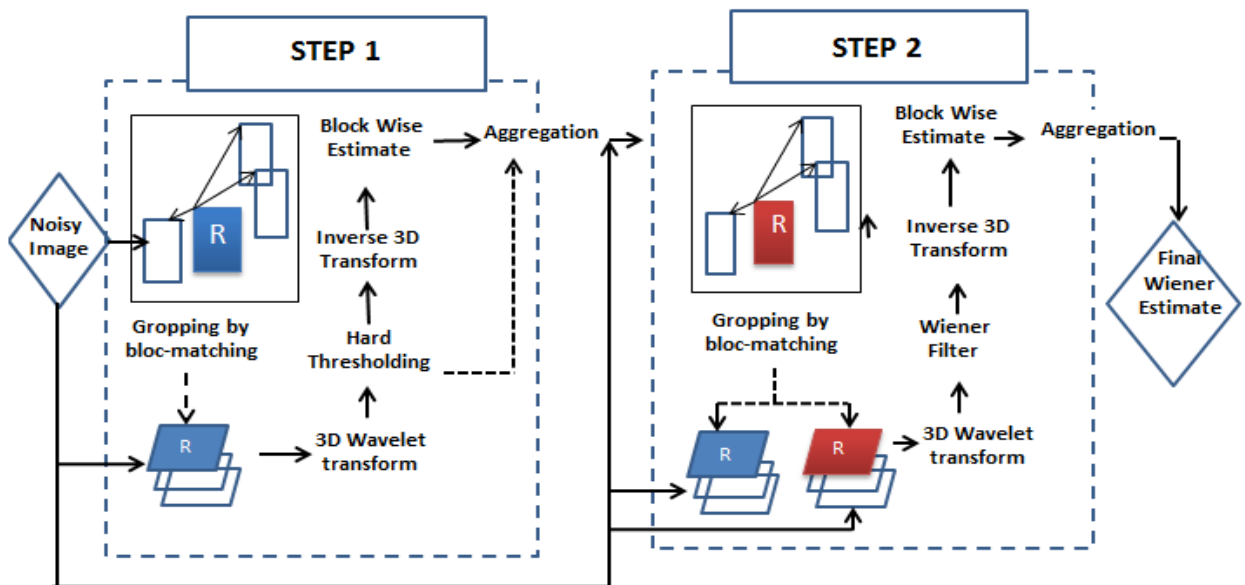 STEP 1
Noisy
Image
R
Gropping by
bloc-matching
R
3D Wavelet
transform
Hard
Thresholding
Inverse 3D
Transform
Block Wise
Estimate
Aggregation
STEP 2
R
Gropping by
bloc-matching
R
R
3D Wavelet
transform
Wiener
Filter
Inverse 3D
Transform
Block Wise
Estimate
Aggregation
Final
Wiener
Estimate